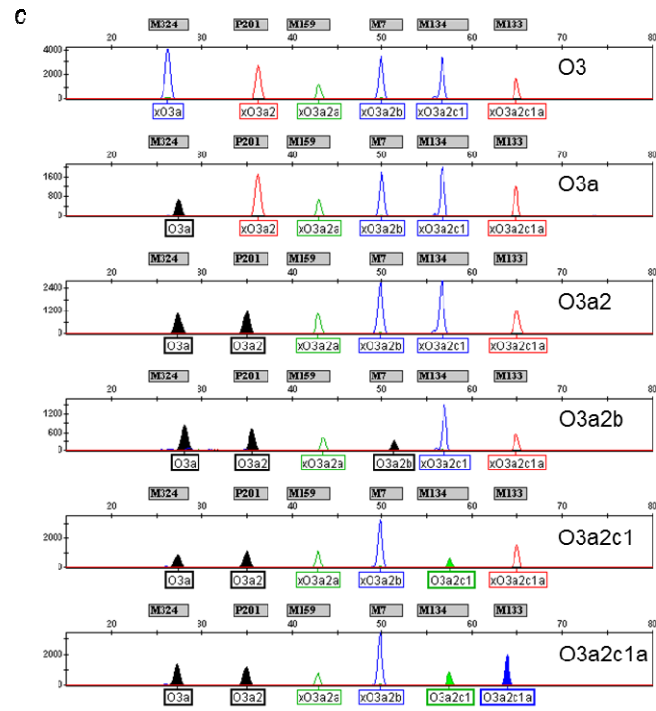 C
M324 P201 M159 M7 M134 M133
20 30 40 50 60 70 80
4000
2000
0
O3
xO3a xO3a2 xO3a2a xO3a2b xO3a2c1 xO3a2c1a
M324 P201 M159 M7 M134 M133
20 30 40 50 60 70 80
1600
800
0
O3a
O3a xO3a2 xO3a2a xO3a2b xO3a2c1 xO3a2c1a
M324 P201 M159 M7 M134 M133
20 30 40 50 60 70 80
2400
1200
0
O3a2
O3a O3a2 xO3a2a xO3a2b xO3a2c1 xO3a2c1a
M324 P201 M159 M7 M134 M133
20 30 40 50 60 70 80
1200
600
0
O3a2b
O3a O3a2 xO3a2a O3a2b xO3a2c1 xO3a2c1a
M324 P201 M159 M7 M134 M133
20 30 40 50 60 70 80
2000
0
O3a2c1
O3a O3a2 xO3a2a xO3a2b O3a2c1 xO3a2c1a
M324 P201 M159 M7 M134 M133
20 30 40 50 60 70 80
2000
0
O3a2c1a
O3a O3a2 xO3a2a xO3a2b O3a2c1 O3a2c1a